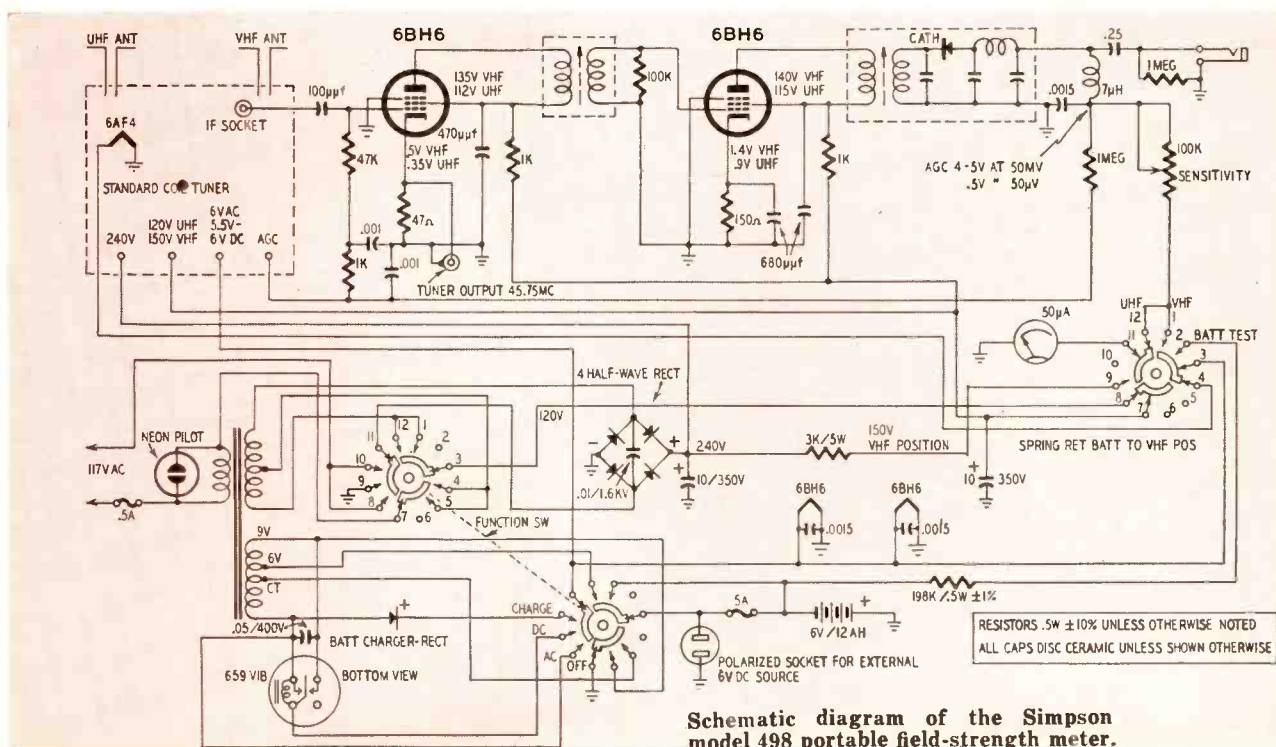 UHF ANT
VHF ANT
6BH6
6BH6
CATH
.25
1MEG
100μμf
135V VHF
112V UHF
100K
140V VHF
115V UHF
.0015
7μH
6AF4
IF SOCKET
470μμf
47K
.5V VHF
.35V UHF
1K
1.4V VHF
.9V UHF
1K
AGC 4-5V AT 50MV
.5V " 50μV
1MEG
100K
SENSITIVITY
STANDARD COIL TUNER
240V
120V UHF
150V VHF
6VAC
5.5V-
6V DC
AGC
47Ω
.001
.001
1K
150Ω
680μμf
TUNER OUTPUT 45.75MC
50μA
UHF
VHF
12
1
11
2
BATT TEST
10
3
9
4
8
5
7
6
SPRING RET BATT TO VHF POS
4 HALF-WAVE RECT
NEON PILOT
117V AC
.5A
12
1
11
2
10
3
9
4
8
5
7
6
120V
−
+
240V
.01/1.6KV
+
10/350V
3K/5W
150V
VHF POSITION
+
10
350V
FUNCTION SW
6BH6
6BH6
.0015
.0015
9V
6V
CT
.05/400V
+
BATT CHARGER-RECT
CHARGE
DC
AC
OFF
5A
6V/12AH
198K/.5W ±1%
659 VIB
BOTTOM VIEW
POLARIZED SOCKET FOR EXTERNAL
6V DC SOURCE
RESISTORS .5W ±10% UNLESS OTHERWISE NOTED
ALL CAPS DISC CERAMIC UNLESS SHOWN OTHERWISE
Schematic diagram of the Simpson
model 498 portable field-strength meter.